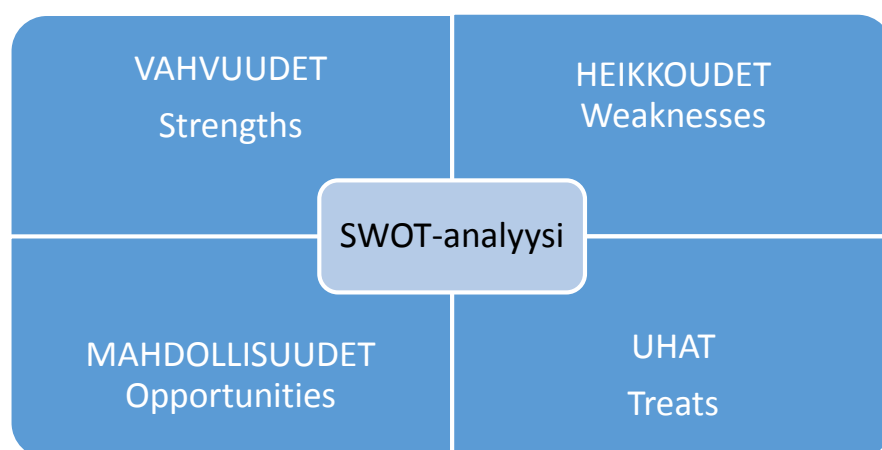 VAHVUUDET
Strengths
HEIKKOUDET
Weaknesses
SWOT-analyysi
MAHDOLLISUUDET
Opportunities
UHAT
Treats